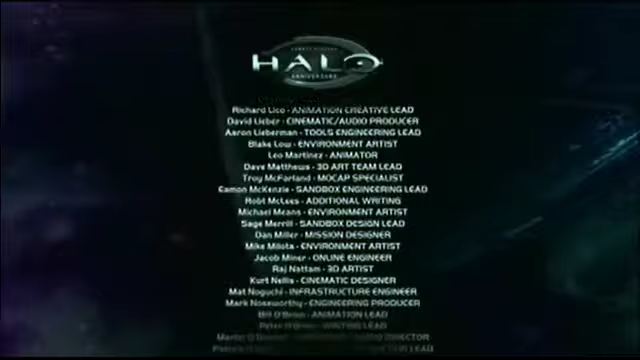 HALO
ANNIVERSARY
Richard Lico - ANIMATION CREATIVE LEAD
David Lieber - CINEMATIC/AUDIO PRODUCER
Aaron Lieberman - TOOLS ENGINEERING LEAD
Blake Low - ENVIRONMENT ARTIST
Leo Martinez - ANIMATOR
Dave Matthews - 3D ART TEAM LEAD
Troy McFarland - MOCAP SPECIALIST
Eamon McKenzie - SANDBOX ENGINEERING LEAD
Robt McLees - ADDITIONAL WRITING
Michael Means - ENVIRONMENT ARTIST
Sage Merrill - SANDBOX DESIGN LEAD
Dan Miller - MISSION DESIGNER
Mike Milota - ENVIRONMENT ARTIST
Jacob Miner - ONLINE ENGINEER
Raj Nattam - 3D ARTIST
Kurt Nellis - CINEMATIC DESIGNER
Mat Noguchi - INFRASTRUCTURE ENGINEER
Mark Noseworthy - ENGINEERING PRODUCER
Bill O'Brien - ANIMATION LEAD
Peter O'Brien - WRITING LEAD
DIRECTOR